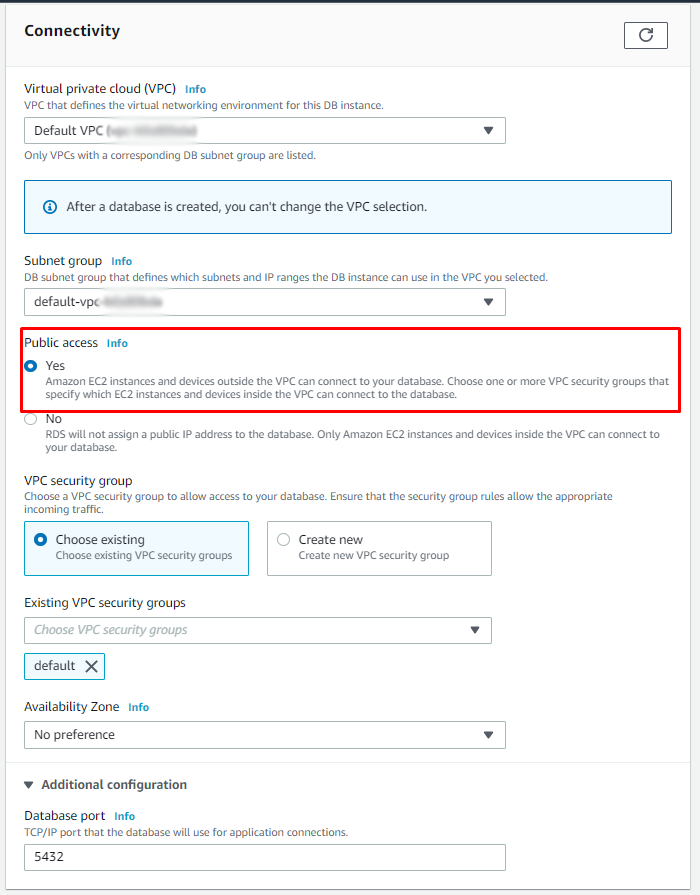 Connectivity
Virtual private cloud (VPC) Info
VPC that defines the virtual networking environment for this DB instance.
Default VPC (
Only VPCs with a corresponding DB subnet group are listed.
After a database is created, you can't change the VPC selection.
Subnet group Info
DB subnet group that defines which subnets and IP ranges the DB instance can use in the VPC you selected.
default-vpc-
Public access Info
Yes
Amazon EC2 instances and devices outside the VPC can connect to your database. Choose one or more VPC security groups that
specify which EC2 instances and devices inside the VPC can connect to the database.
No
RDS will not assign a public IP address to the database. Only Amazon EC2 instances and devices inside the VPC can connect to
your database.
VPC security group
Choose a VPC security group to allow access to your database. Ensure that the security group rules allow the appropriate
incoming traffic.
Choose existing
Choose existing VPC security groups
Create new
Create new VPC security group
Existing VPC security groups
Choose VPC security groups
default
Availability Zone Info
No preference
Additional configuration
Database port Info
TCP/IP port that the database will use for application connections.
5432